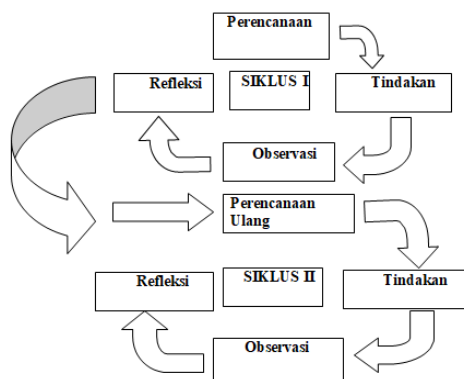 Perencanaan
Refleksi
SIKLUS I
Tindakan
Observasi
Perencanaan
Ulang
Refleksi
SIKLUS II
Tindakan
Observasi